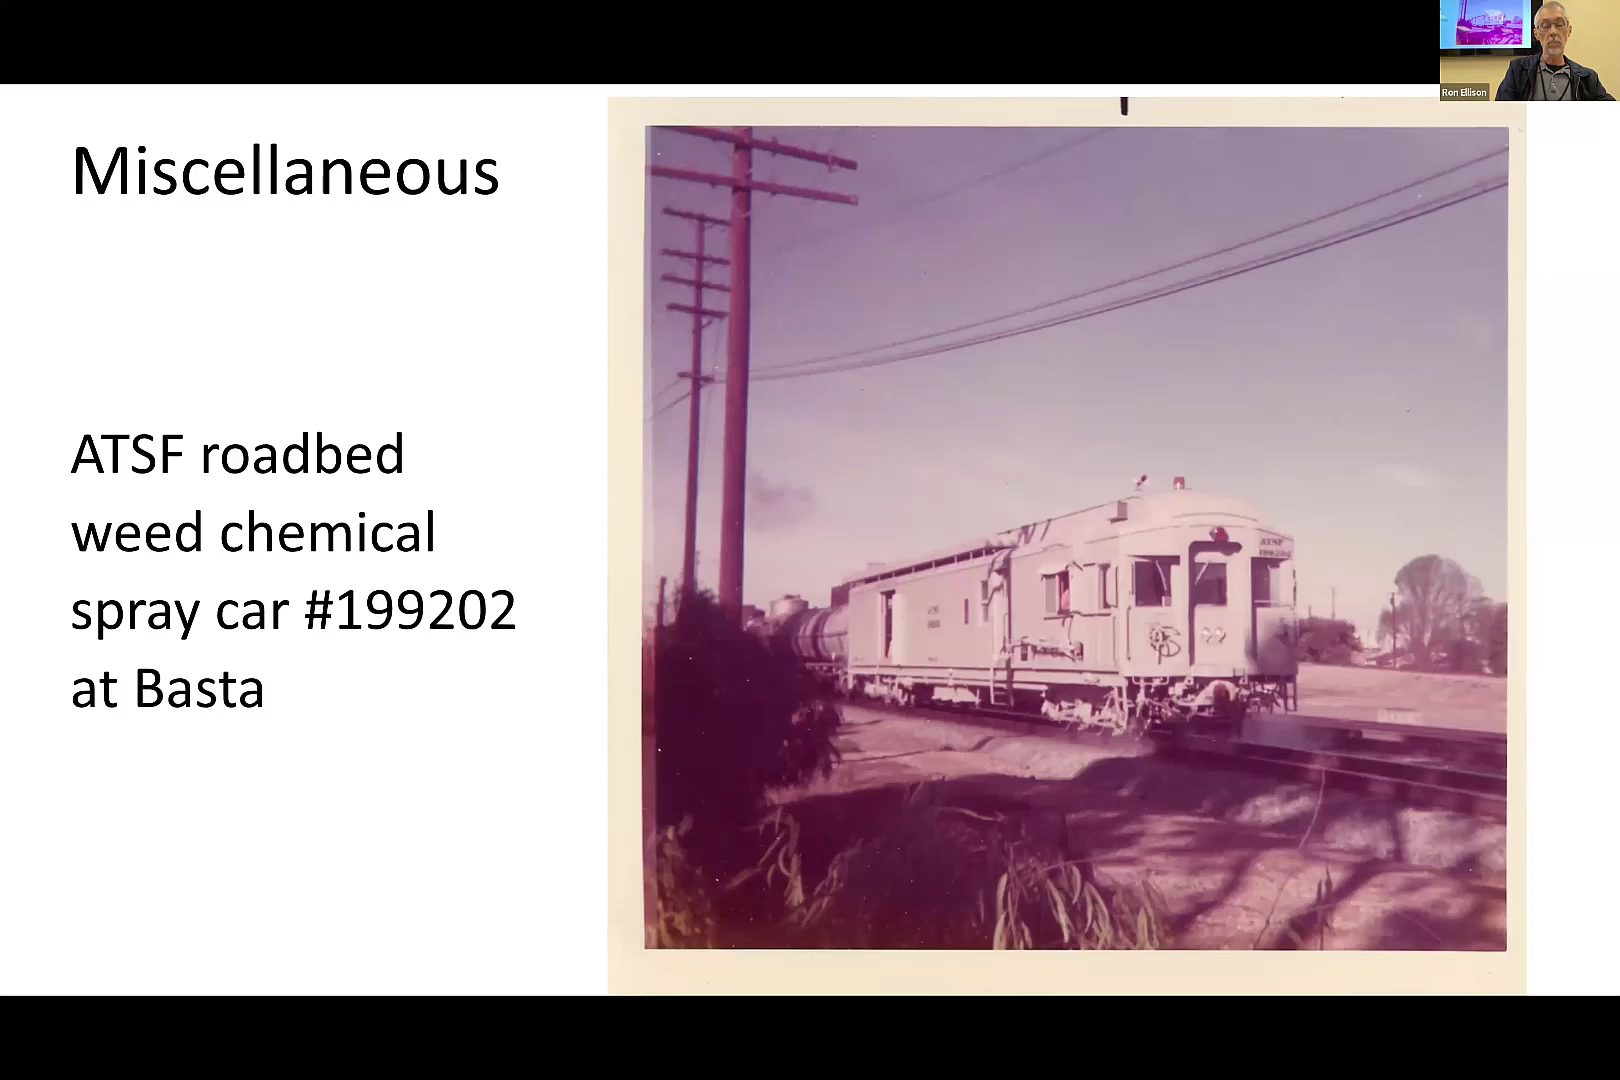 Miscellaneous
ATSF roadbed
weed chemical
spray car #199202
at Basta
Ron Ellison
ATSF